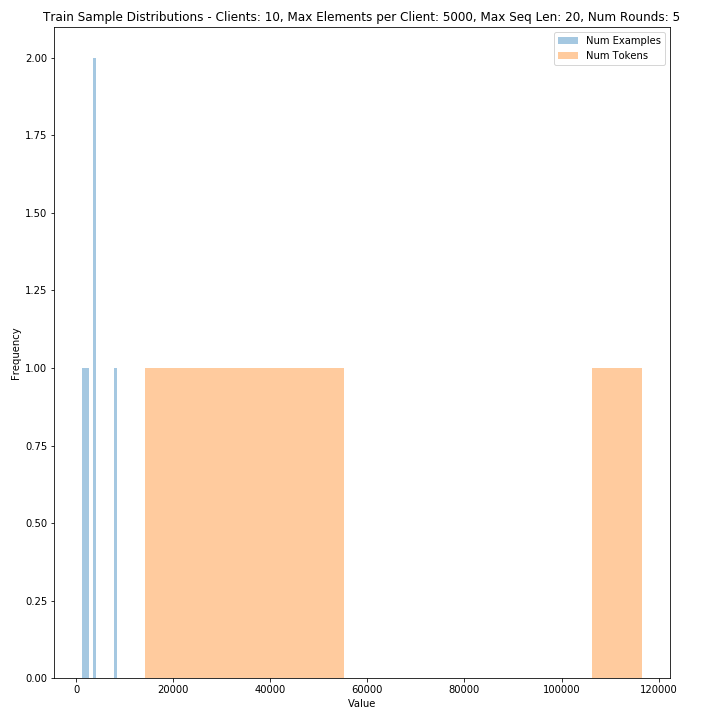 Train Sample Distributions - Clients: 10, Max Elements per Client: 5000, Max Seq Len: 20, Num Rounds: 5
Num Examples
Num Tokens
2.00
1.75
1.50
1.25
1.00
0.75
0.50
0.25
0.00
Frequency
0 20000 40000 60000 80000 100000 120000
Value